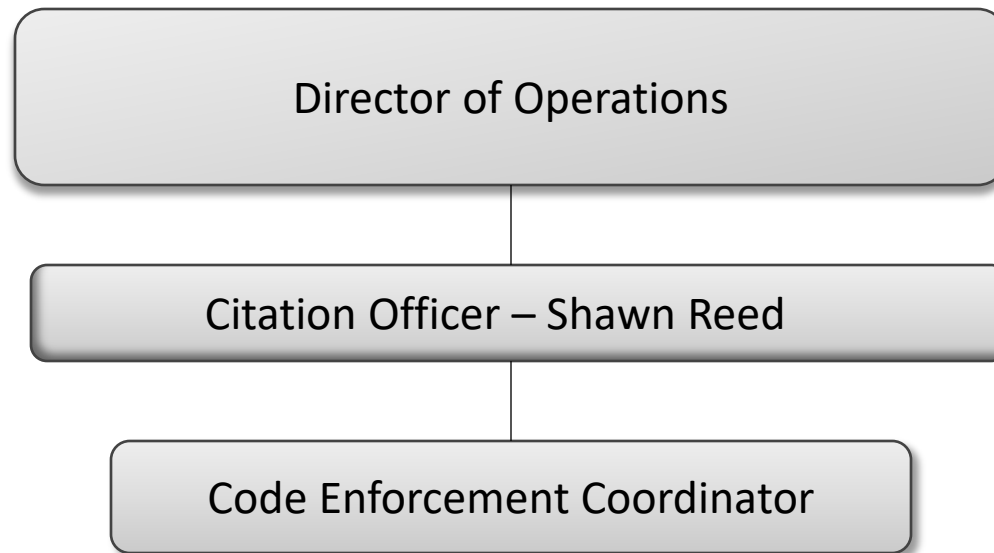 Director of Operations
Citation Officer – Shawn Reed
Code Enforcement Coordinator